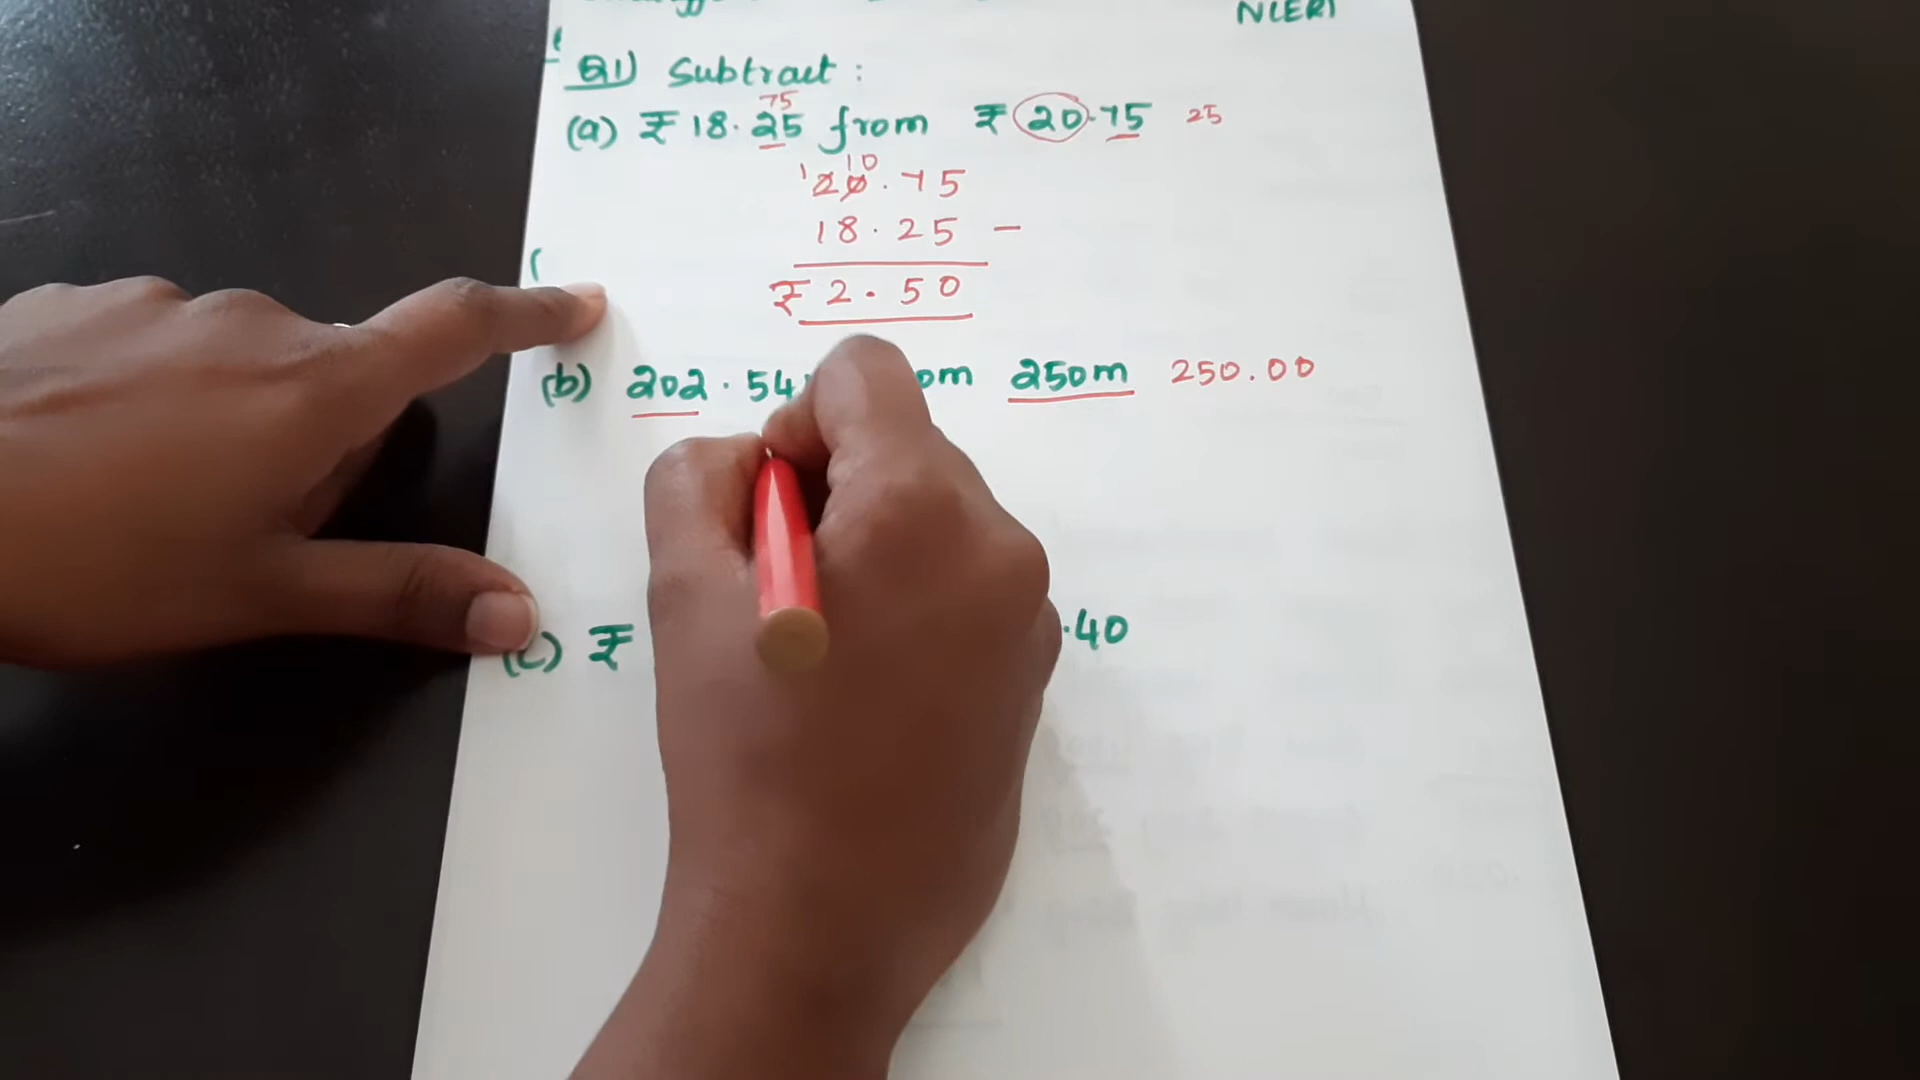 NCERT
Q1) Subtract:
75
(a) ₹ 18.25 from ₹ 20.75 25
1 10
20.75
18.25 -
₹ 2.50
(b) 202.54 250m 250.00
(c) ₹ .40